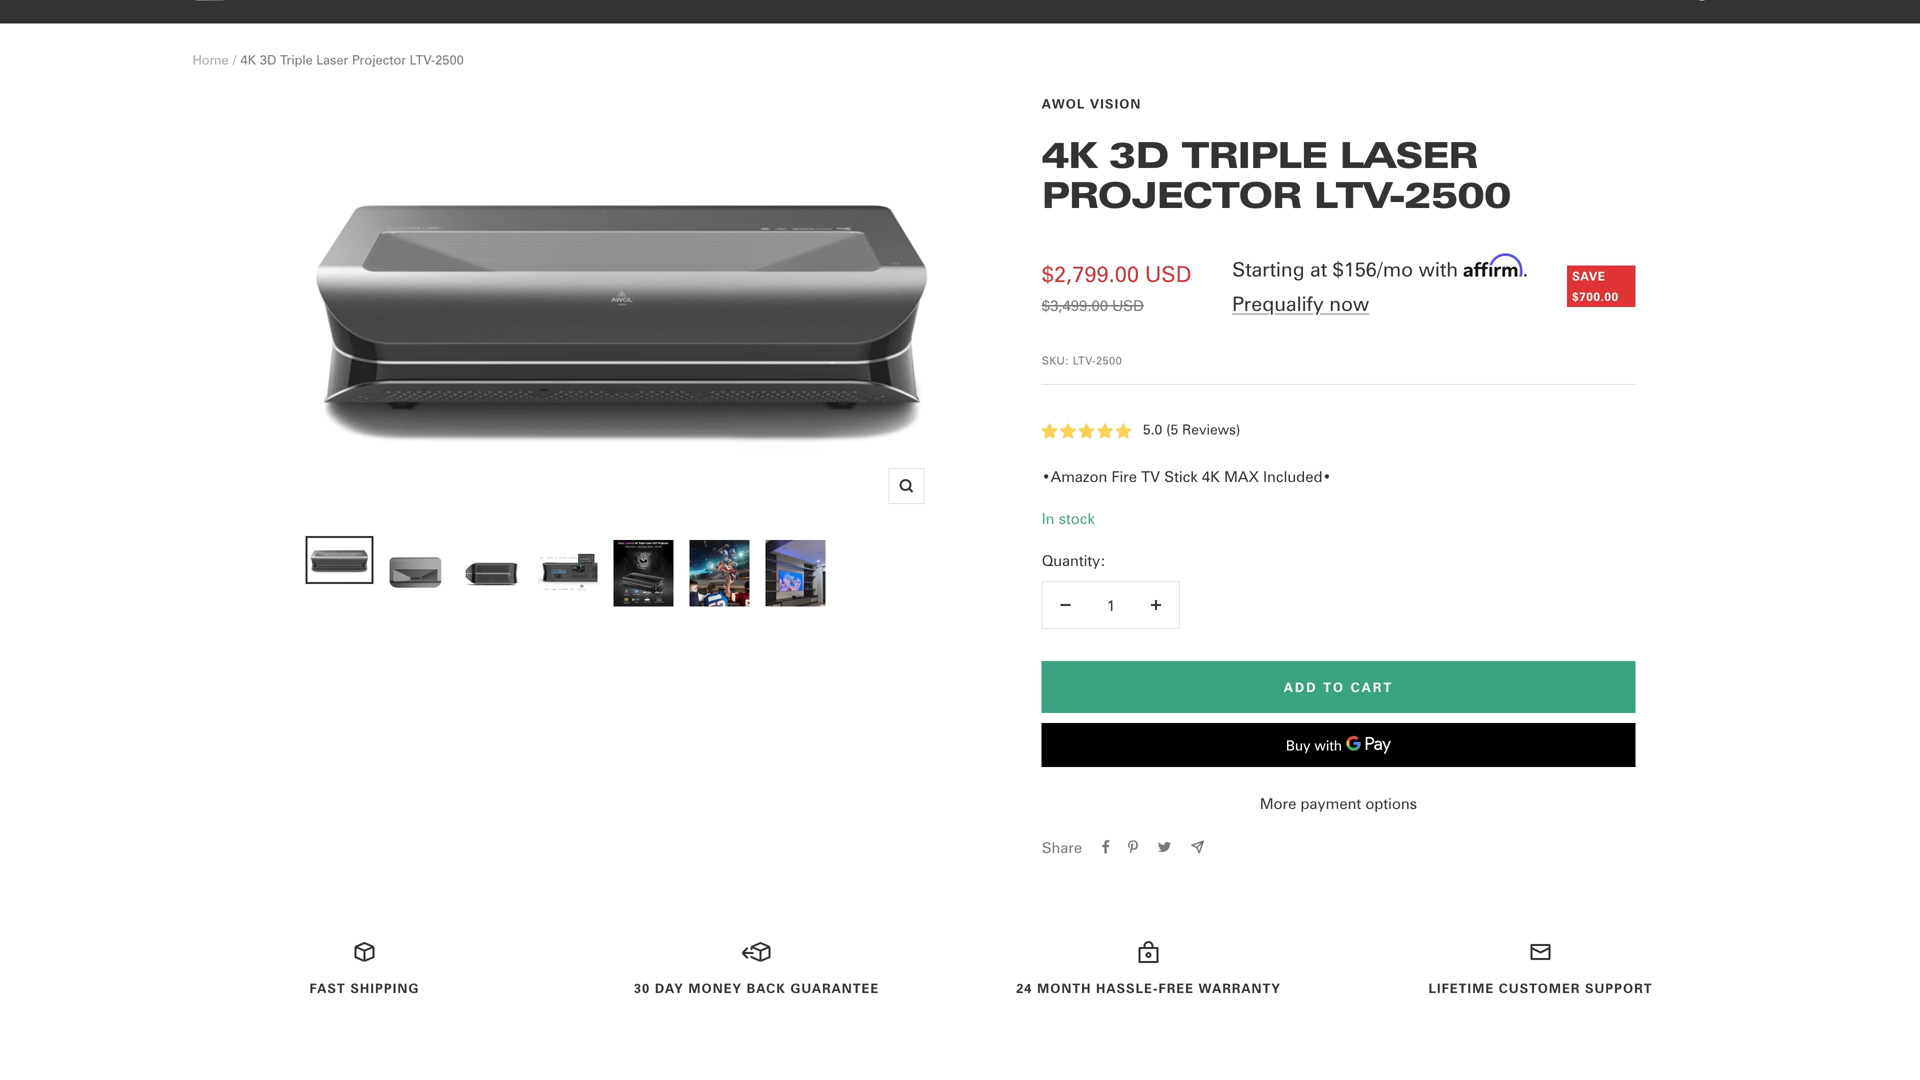 Home / 4K 3D Triple Laser Projector LTV-2500
AWOL VISION
4K 3D TRIPLE LASER
PROJECTOR LTV-2500
$2,799.00 USD
$3,499.00 USD
Starting at $156/mo with affirm.
Prequalify now
SAVE
$700.00
SKU: LTV-2500
5.0 (5 Reviews)
•Amazon Fire TV Stick 4K MAX Included•
In stock
Quantity:
1
ADD TO CART
Buy with G Pay
More payment options
Share
AWOL
FAST SHIPPING
30 DAY MONEY BACK GUARANTEE
24 MONTH HASSLE-FREE WARRANTY
LIFETIME CUSTOMER SUPPORT